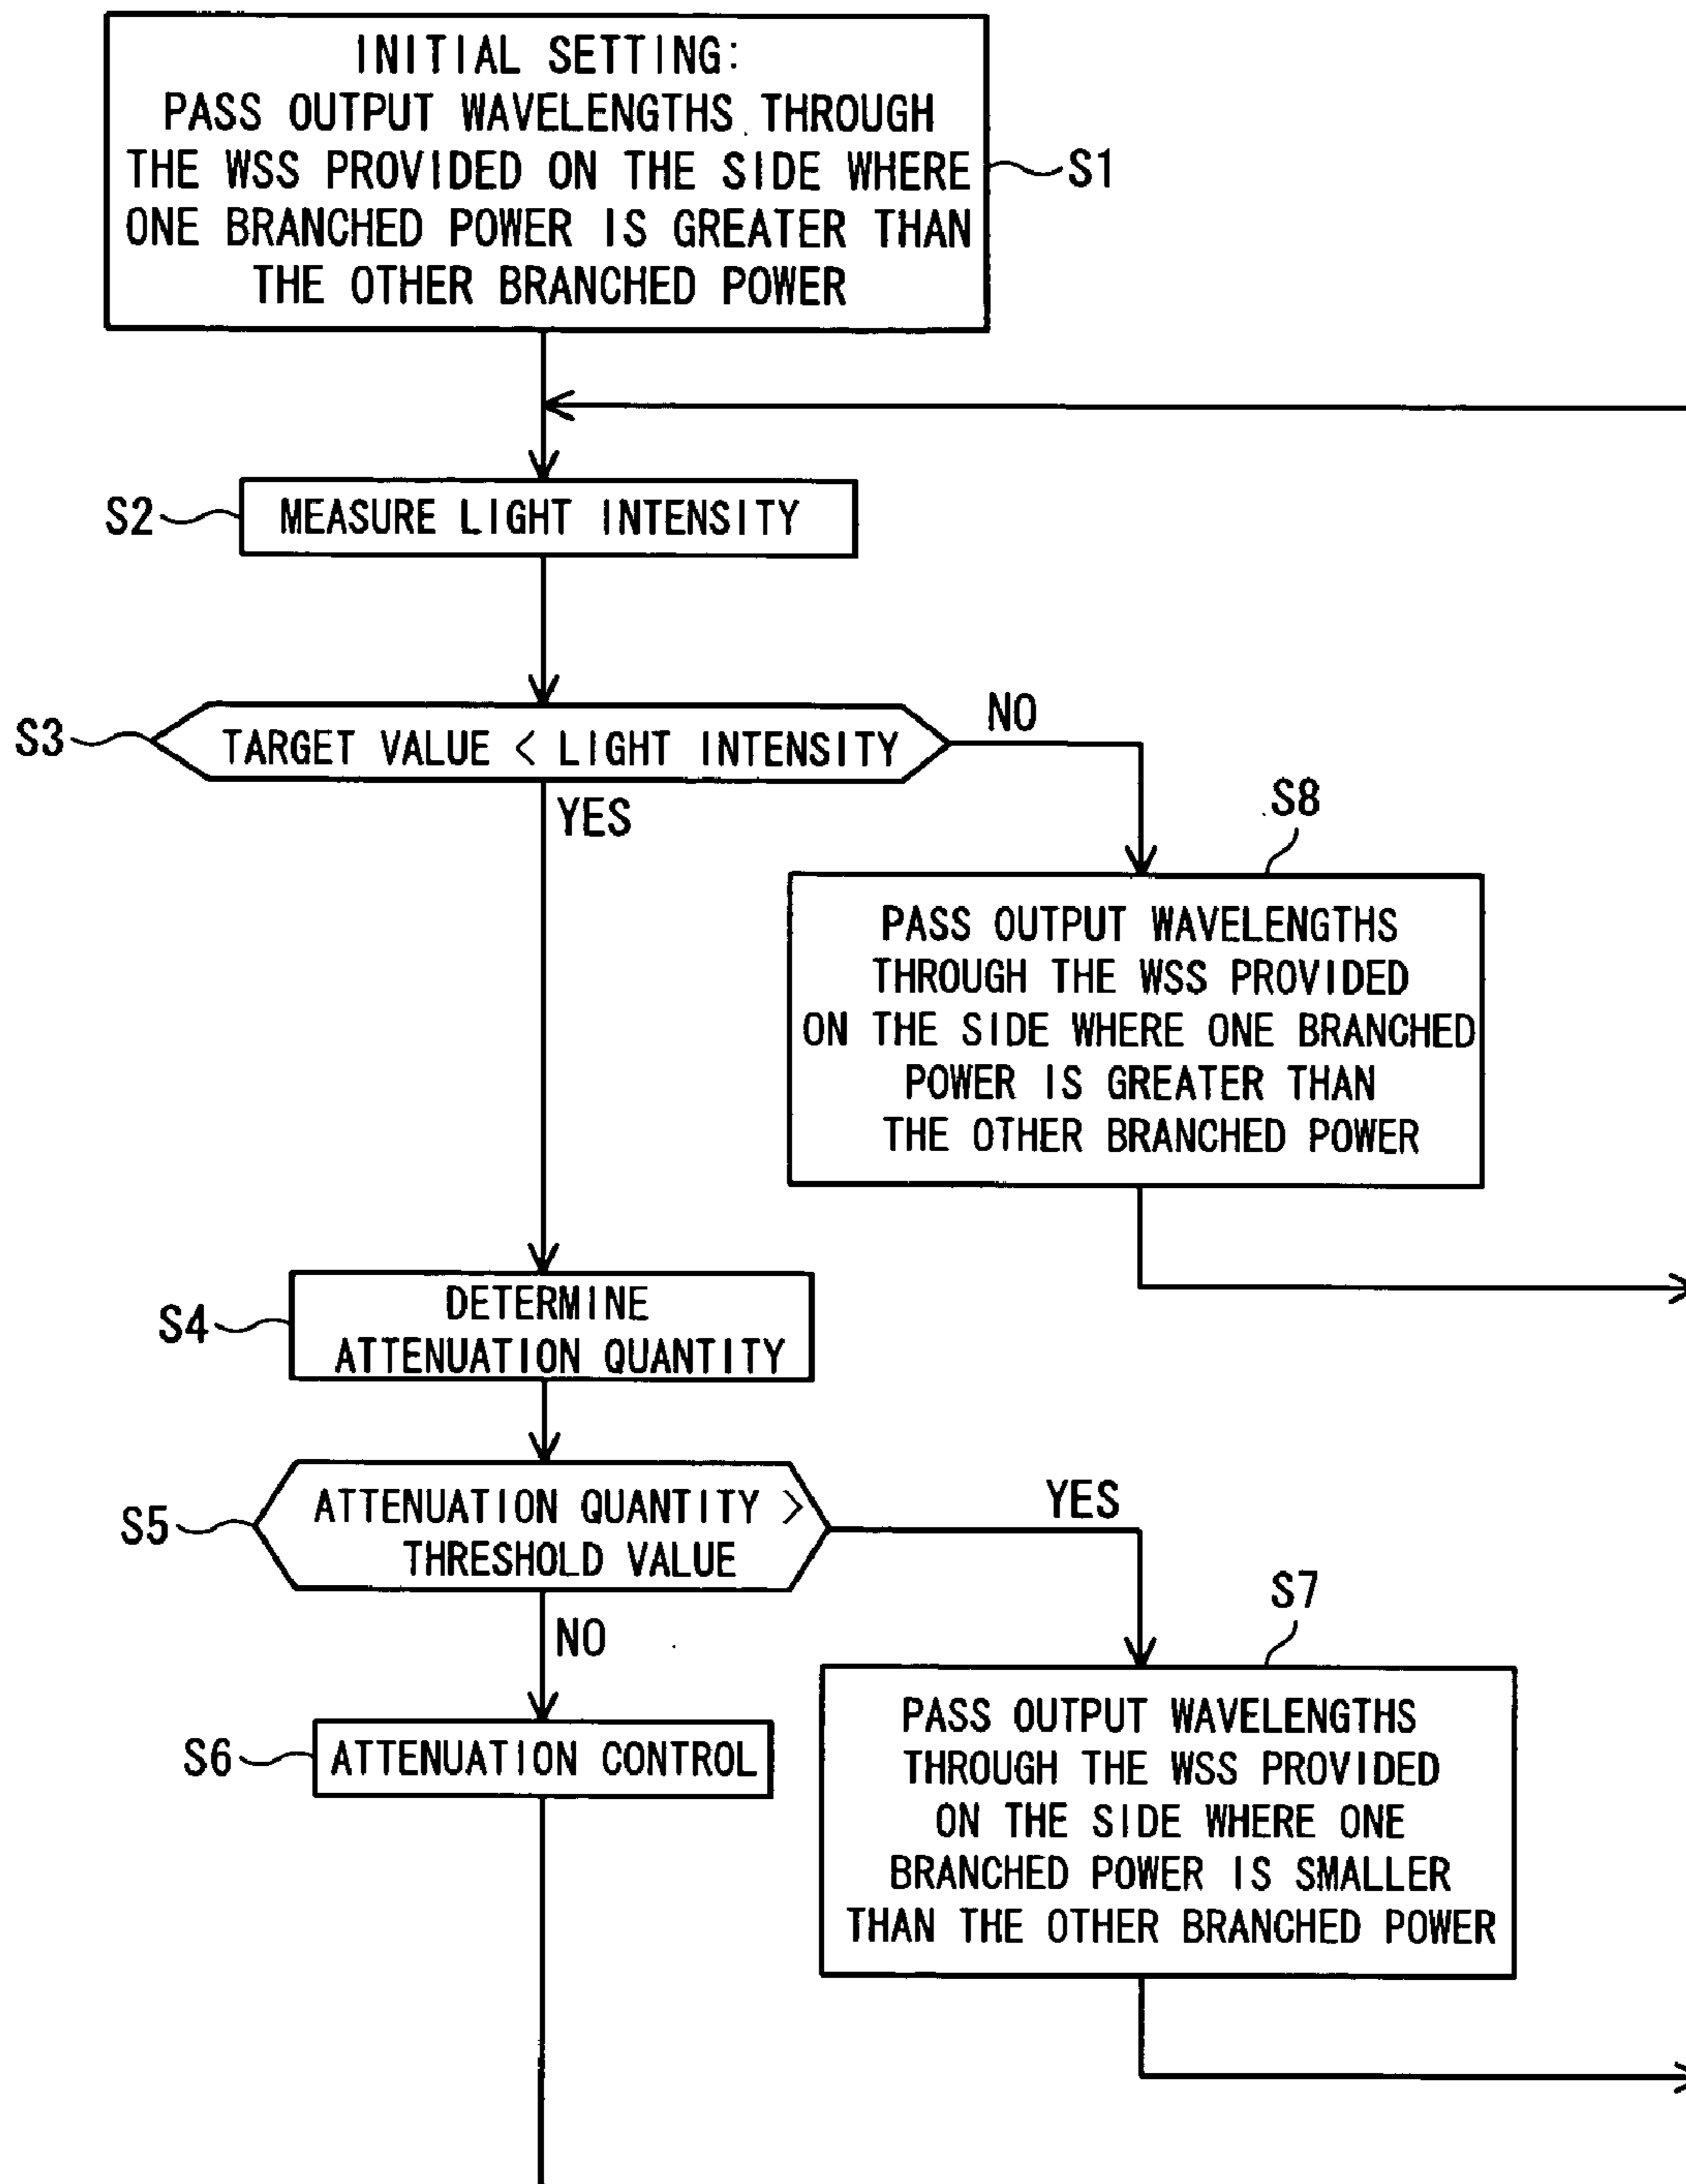 INITIAL SETTING:
PASS OUTPUT WAVELENGTHS THROUGH
THE WSS PROVIDED ON THE SIDE WHERE
ONE BRANCHED POWER IS GREATER THAN
THE OTHER BRANCHED POWER
S1
S2
MEASURE LIGHT INTENSITY
S3
TARGET VALUE < LIGHT INTENSITY
NO
YES
S8
PASS OUTPUT WAVELENGTHS
THROUGH THE WSS PROVIDED
ON THE SIDE WHERE ONE BRANCHED
POWER IS GREATER THAN
THE OTHER BRANCHED POWER
S4
DETERMINE
ATTENUATION QUANTITY
S5
ATTENUATION QUANTITY >
THRESHOLD VALUE
YES
NO
S7
S6
ATTENUATION CONTROL
PASS OUTPUT WAVELENGTHS
THROUGH THE WSS PROVIDED
ON THE SIDE WHERE ONE
BRANCHED POWER IS SMALLER
THAN THE OTHER BRANCHED POWER